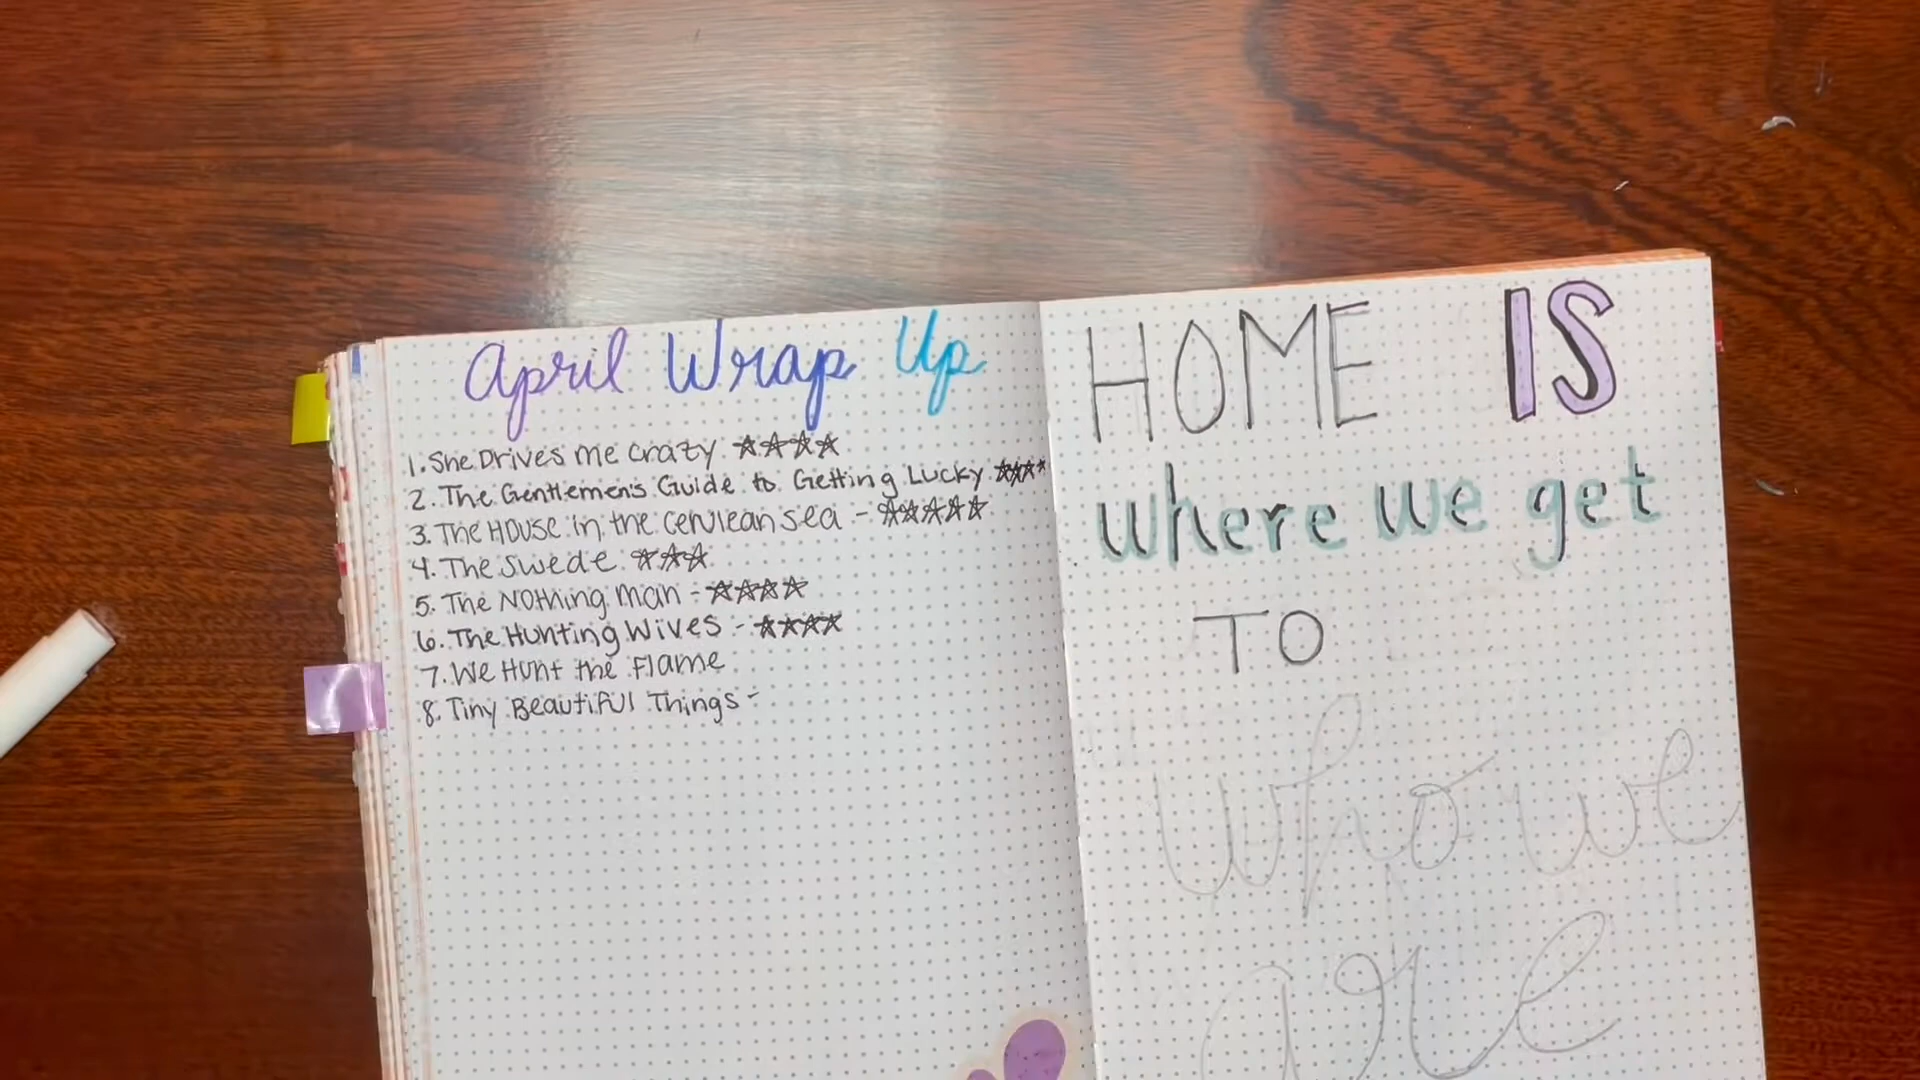 April Wrap Up
1. She Drives me crazy ☆☆☆☆
2. The Gentlemen's Guide to Getting Lucky ☆☆☆☆
3. The House in the cerulean sea - ☆☆☆☆☆
4. The Swede ☆☆☆
5. The Nothing man - ☆☆☆☆
6. The Hunting Wives - ☆☆☆☆
7. We Hunt the Flame
8. Tiny Beautiful Things -
HOME IS
where we get
TO
who we
are